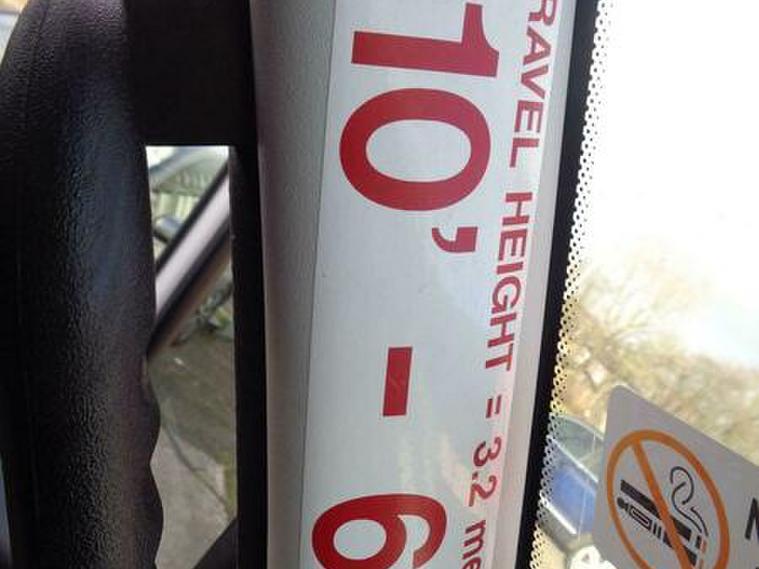 RAVEL HEIGHT = 3.2 me
10, - 6
N